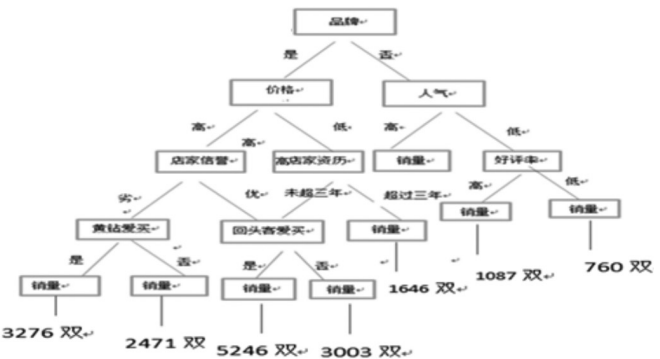 品牌
是
否
价格
人气
高
高
低
高
低
店家信誉
高店家资历
销量
好评率
劣
优
未超三年
超过三年
高
低
黄钻爱买
回头客爱买
销量
销量
销量
是
否
是
否
1646 双
1087 双
760 双
销量
销量
销量
销量
3276 双
2471 双
5246 双
3003 双